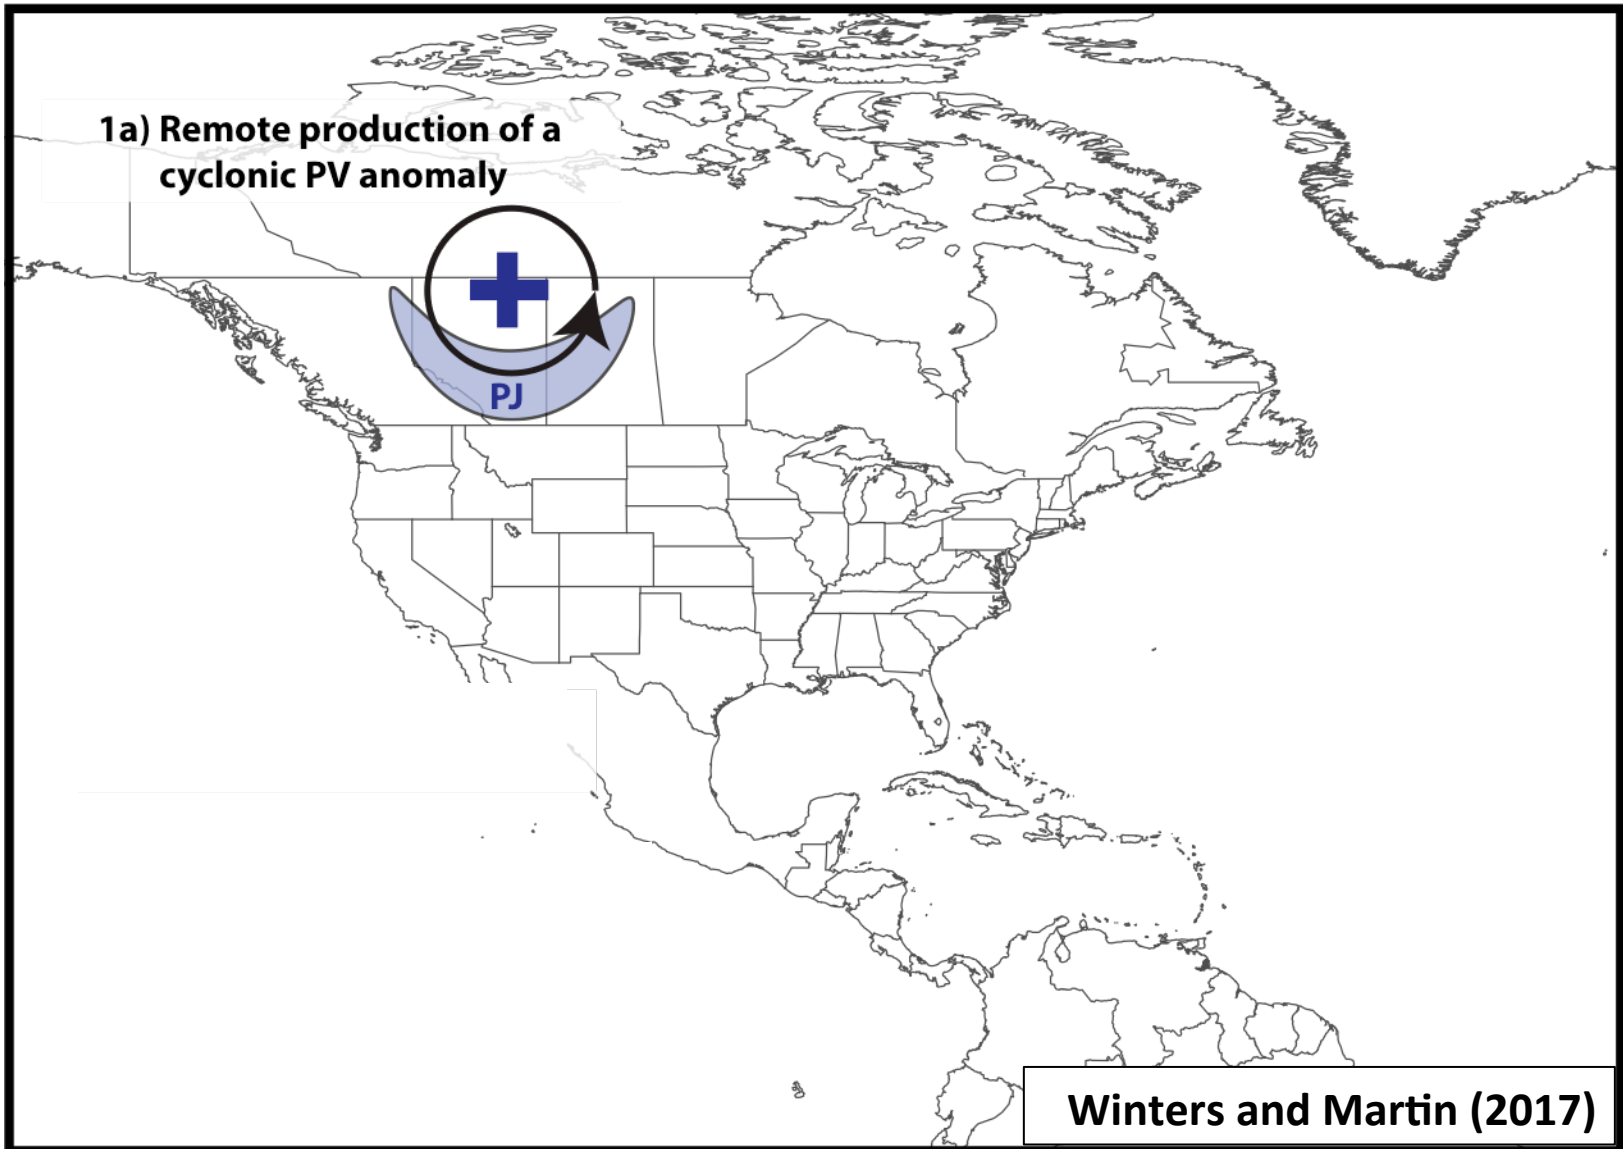 1a) Remote production of a
cyclonic PV anomaly
PJ
Winters and Martin (2017)